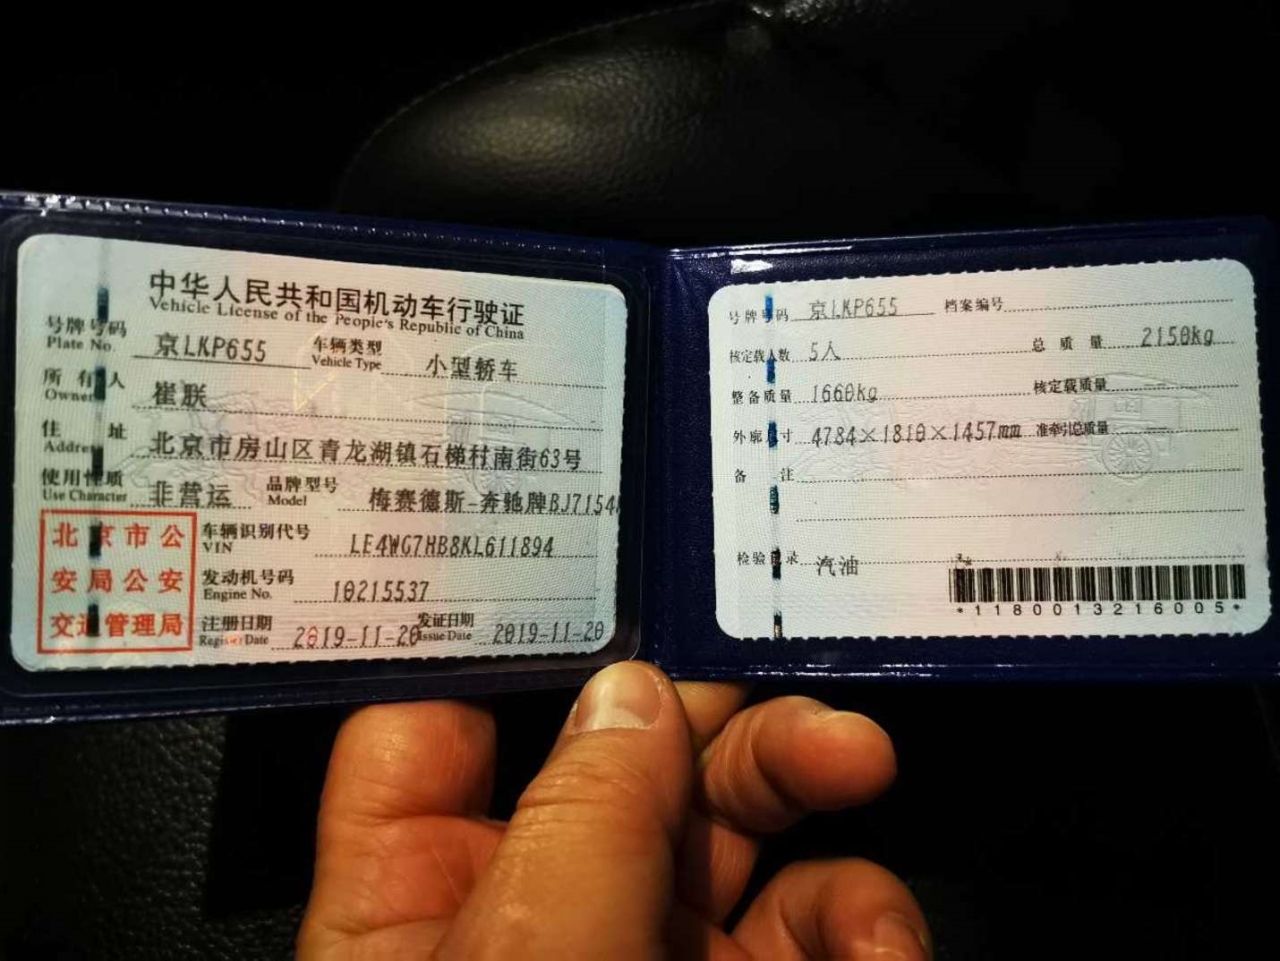 中华人民共和国机动车行驶证
Vehicle License of the People's Republic of China
号牌号码 Plate No. 京LKP655 车辆类型 Vehicle Type 小型轿车
所有人 Owner 崔朕
住址 Address 北京市房山区青龙湖镇石梯村南街63号
使用性质 Use Character 非营运 品牌型号 Model 梅赛德斯-奔驰牌BJ7154
北京市公安局公安交通管理局
车辆识别代号 VIN LE4WG7HB8KL611894
发动机号码 Engine No. 10215537
注册日期 Register Date 2019-11-20 发证日期 Issue Date 2019-11-20
号牌号码 京LKP655 档案编号
核定载人数 5人 总质量 2150kg
整备质量 1660kg 核定载质量
外廓尺寸 4784×1810×1457mm 准牵引总质量
备注
检验记录 汽油
*1180013216005*